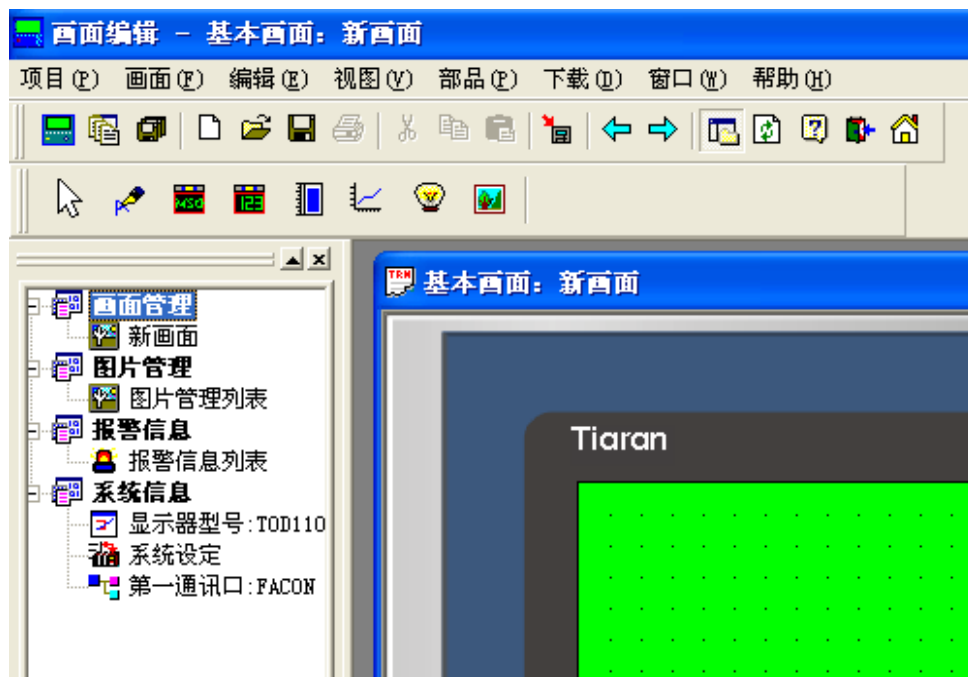 画面编辑 - 基本画面: 新画面
项目(P) 画面(F) 编辑(E) 视图(V) 部品(P) 下载(D) 窗口(W) 帮助(H)
MSG 123
TRM 基本画面: 新画面
画面管理
新画面
图片管理
图片管理列表
报警信息
报警信息列表
系统信息
显示器型号:TOD110
系统设定
第一通讯口:FACON
Tiaran